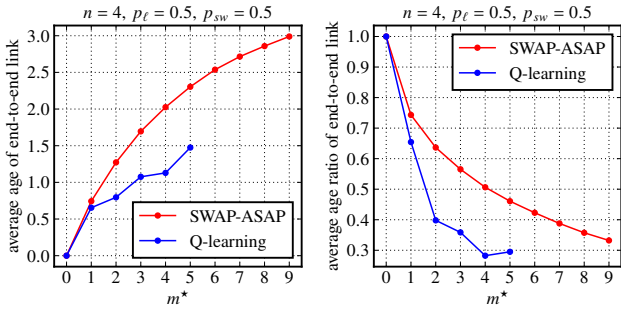 n = 4, pℓ = 0.5, psw = 0.5
average age of end-to-end link
3.0
2.5
2.0
1.5
1.0
0.5
0.0
SWAP-ASAP
Q-learning
0 1 2 3 4 5 6 7 8 9
m⋆
n = 4, pℓ = 0.5, psw = 0.5
average age ratio of end-to-end link
1.0
0.9
0.8
0.7
0.6
0.5
0.4
0.3
SWAP-ASAP
Q-learning
0 1 2 3 4 5 6 7 8 9
m⋆